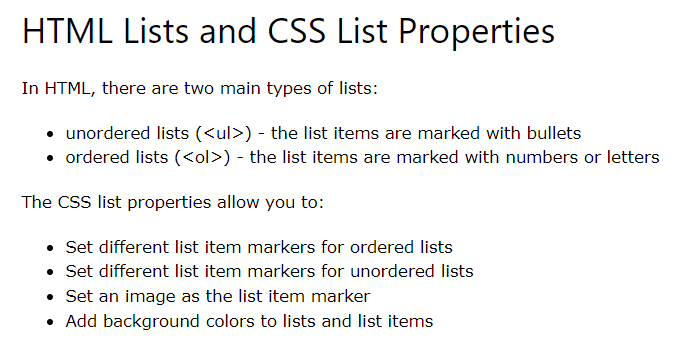 HTML Lists and CSS List Properties
In HTML, there are two main types of lists:
• unordered lists (<ul>) - the list items are marked with bullets
• ordered lists (<ol>) - the list items are marked with numbers or letters
The CSS list properties allow you to:
• Set different list item markers for ordered lists
• Set different list item markers for unordered lists
• Set an image as the list item marker
• Add background colors to lists and list items